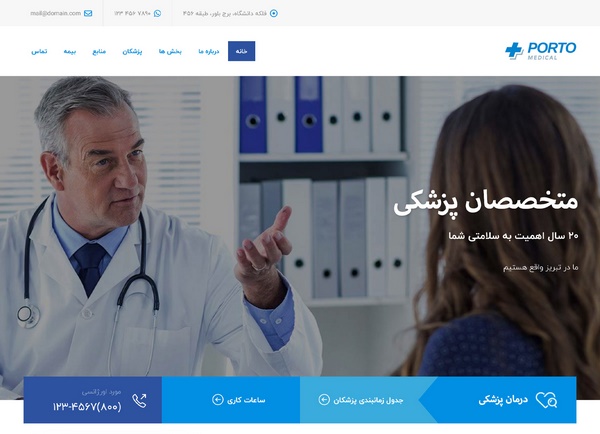 فلکه دانشگاه، برج بلور، طبقه ۴۵۶
۱۲۳ ۴۵۶ ۷۸۹۰
mail@domain.com
PORTO
MEDICAL
خانه
درباره ما
بخش ها
پزشکان
منابع
بیمه
تماس
متخصصان پزشکی
۲۰ سال اهمیت به سلامتی شما
ما در تبریز واقع هستیم
درمان پزشکی
جدول زمانبندی پزشکان
ساعات کاری
مورد اورژانسی
۱۲۳-۴۵۶۷(۸۰۰)